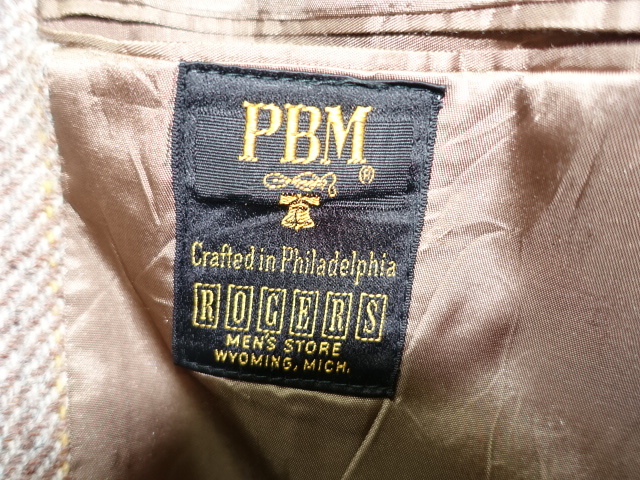 PBM
®
Crafted in Philadelphia
ROGERS
MEN'S STORE
WYOMING, MICH.